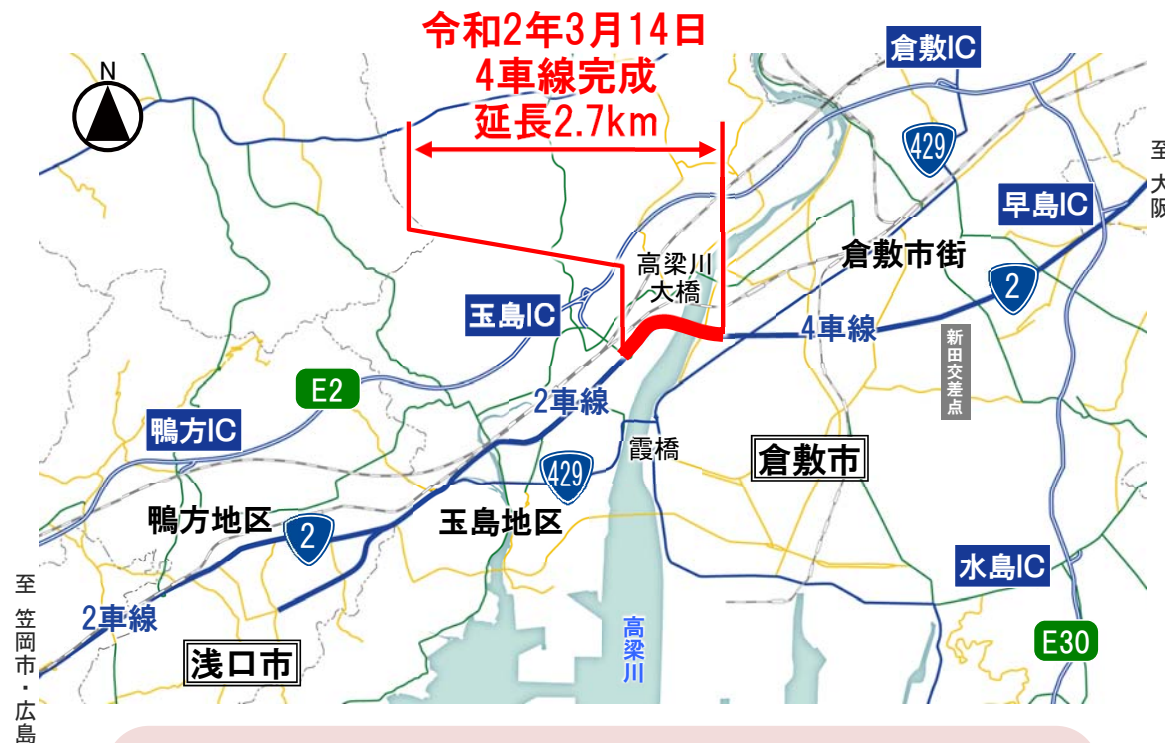 令和2年3月14日
4車線完成
延長2.7km
N
倉敷IC
429
至 大阪
早島IC
倉敷市街
高梁川
大橋
2
玉島IC
4車線
新田交差点
E2
2車線
鴨方IC
霞橋
倉敷市
429
鴨方地区
2
玉島地区
水島IC
至 笠岡市・広島
2車線
高梁川
E30
浅口市